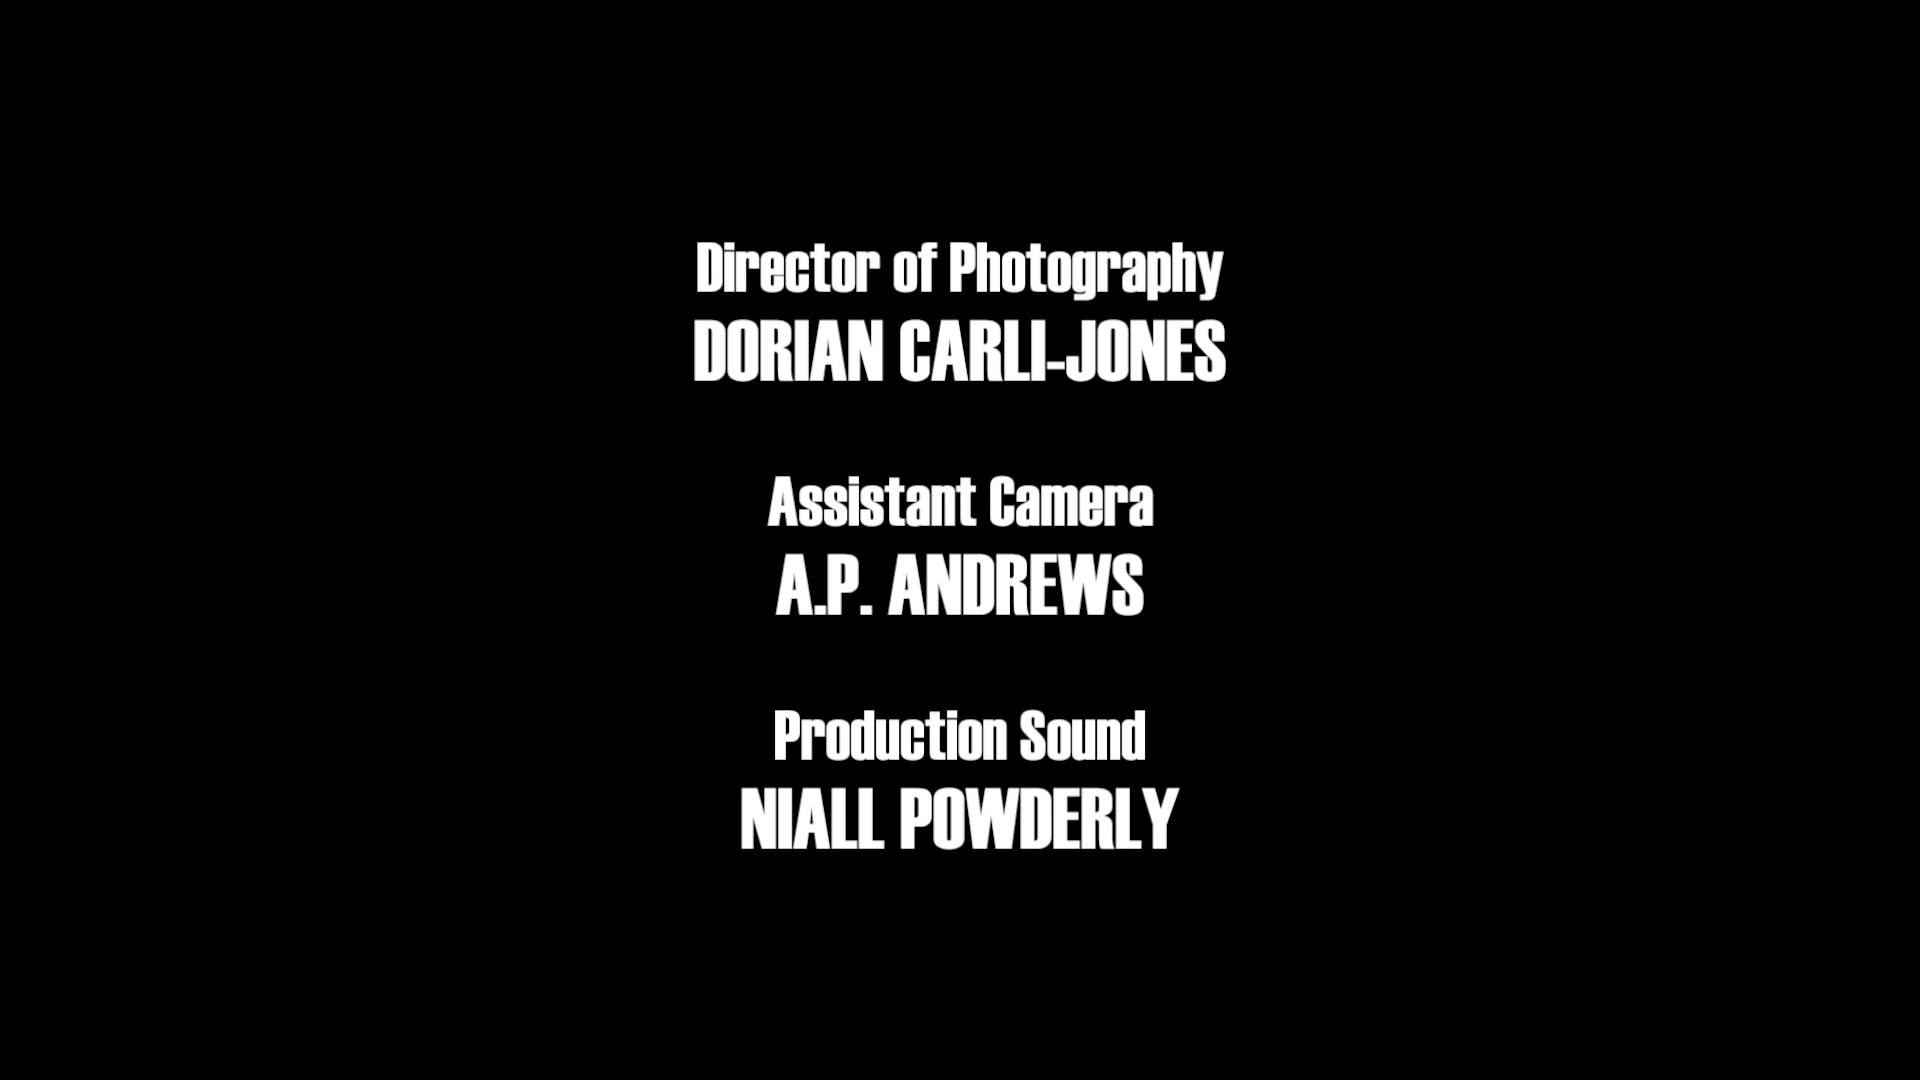 Director of Photography
DORIAN CARLI-JONES
Assistant Camera
A.P. ANDREWS
Production Sound
NIALL POWDERLY